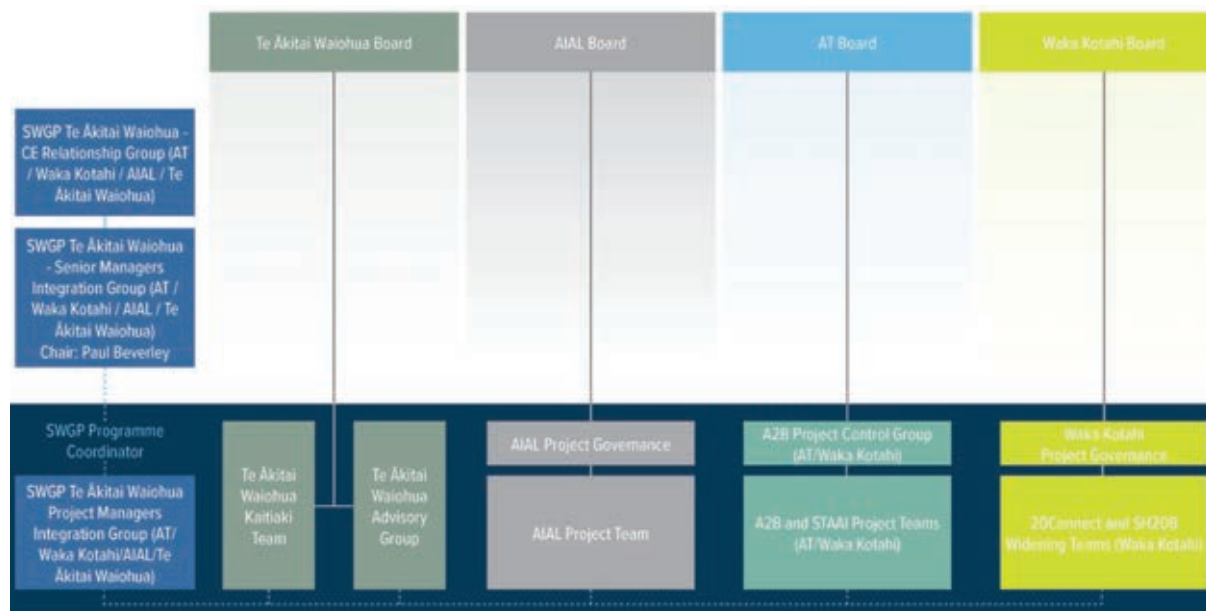 Te Ākitai Waiohua Board
AIAL Board
AT Board
Waka Kotahi Board
SWGP Te Ākitai Waiohua -
CE Relationship Group (AT
/ Waka Kotahi / AIAL / Te
Ākitai Waiohua)
SWGP Te Ākitai Waiohua
- Senior Managers
Integration Group (AT /
Waka Kotahi / AIAL / Te
Ākitai Waiohua)
Chair: Paul Beverley
SWGP Programme
Coordinator
SWGP Te Ākitai Waiohua
Project Managers
Integration Group (AT/
Waka Kotahi/AIAL/Te
Ākitai Waiohua)
Te Ākitai
Waiohua
Kaitiaki
Team
Te Ākitai
Waiohua
Advisory
Group
AIAL Project Governance
AIAL Project Team
A2B Project Control Group
(AT/Waka Kotahi)
A2B and STAAI Project Teams
(AT/Waka Kotahi)
Waka Kotahi
Project Governance
20Connect and SH20B
Widening Teams (Waka Kotahi)